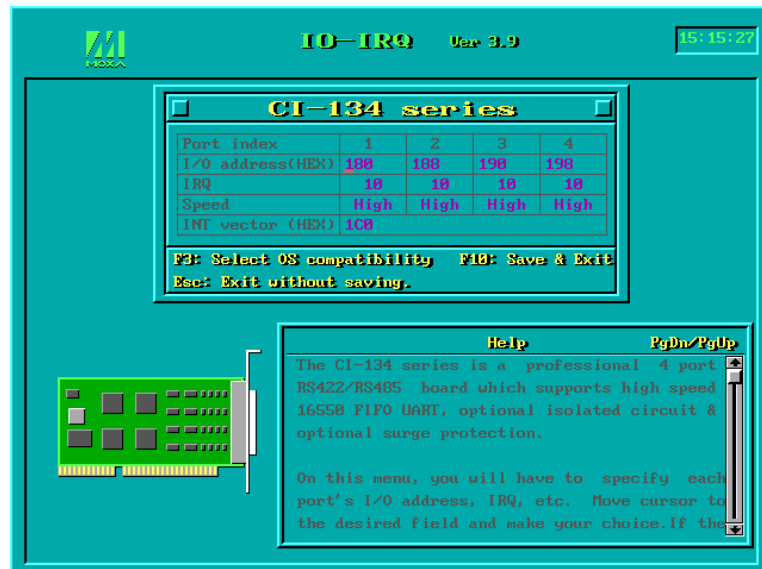 MOXA
IO-IRQ Ver 3.9
15:15:27
CI-134 series
Port index 1 2 3 4
I/O address(HEX) 180 188 190 198
IRQ 10 10 10 10
Speed High High High High
INT vector (HEX) 1C0
F3: Select OS compatibility F10: Save & Exit
Esc: Exit without saving.
Help PgDn/PgUp
The CI-134 series is a professional 4 port
RS422/RS485 board which supports high speed
16550 FIFO UART, optional isolated circuit &
optional surge protection.
On this menu, you will have to specify each
port's I/O address, IRQ, etc. Move cursor to
the desired field and make your choice.If the